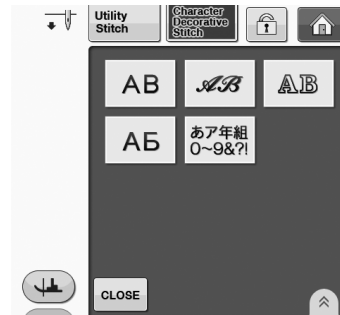 Utility
Stitch
Character
Decorative
Stitch
AB
AB
AB
АБ
あア年組
0~9&?!
CLOSE